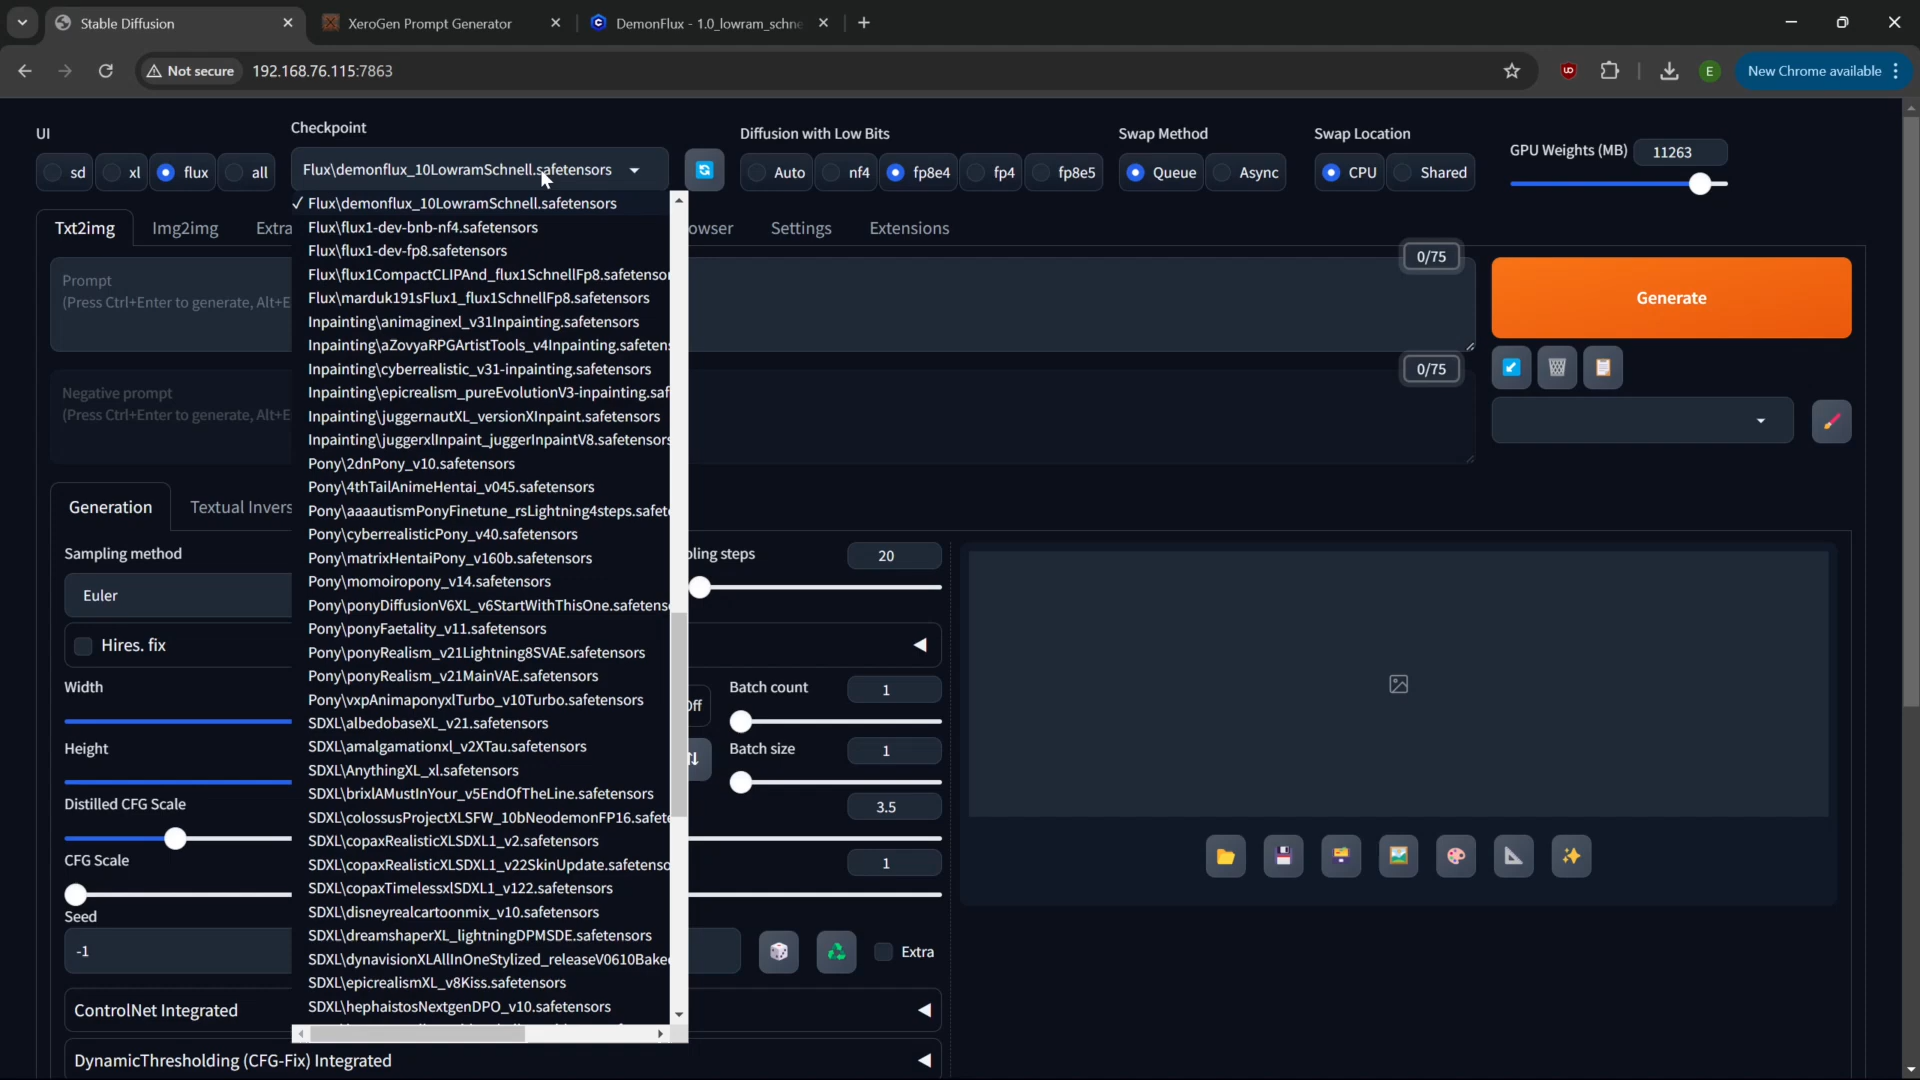 Stable Diffusion
XeroGen Prompt Generator
DemonFlux - 1.0_lowram_schne
Not secure
192.168.76.115:7863
E
New Chrome available
UI
sd
xl
flux
all
Checkpoint
Flux\demonflux_10LowramSchnell.safetensors
Diffusion with Low Bits
Auto
nf4
fp8e4
fp4
fp8e5
Swap Method
Queue
Async
Swap Location
CPU
Shared
GPU Weights (MB)
11263
Txt2img
Img2img
Extra
owser
Settings
Extensions
Flux\demonflux_10LowramSchnell.safetensors
Flux\flux1-dev-bnb-nf4.safetensors
Flux\flux1-dev-fp8.safetensors
Flux\flux1CompactCLIPAnd_flux1SchnellFp8.safetensor
Flux\marduk191sFlux1_flux1SchnellFp8.safetensors
Inpainting\animaginexl_v31Inpainting.safetensors
Inpainting\aZovyaRPGArtistTools_v4Inpainting.safetens
Inpainting\cyberrealistic_v31-inpainting.safetensors
Inpainting\epicrealism_pureEvolutionV3-inpainting.saf
Inpainting\juggernautXL_versionXInpaint.safetensors
Inpainting\juggerxlInpaint_juggerInpaintV8.safetensors
Pony\2dnPony_v10.safetensors
Pony\4thTailAnimeHentai_v045.safetensors
Pony\aaaautismPonyFinetune_rsLightning4steps.safet
Pony\cyberrealisticPony_v40.safetensors
Pony\matrixHentaiPony_v160b.safetensors
Pony\momoiropony_v14.safetensors
Pony\ponyDiffusionV6XL_v6StartWithThisOne.safetens
Pony\ponyFaetality_v11.safetensors
Pony\ponyRealism_v21Lightning8SVAE.safetensors
Pony\ponyRealism_v21MainVAE.safetensors
Pony\vxpAnimaponyxlTurbo_v10Turbo.safetensors
SDXL\albedobaseXL_v21.safetensors
SDXL\amalgamationxl_v2XTau.safetensors
SDXL\AnythingXL_xl.safetensors
SDXL\brixlAMustInYour_v5EndOfTheLine.safetensors
SDXL\colossusProjectXLSFW_10bNeodemonFP16.safete
SDXL\copaxRealisticXLSDXL1_v2.safetensors
SDXL\copaxRealisticXLSDXL1_v22SkinUpdate.safetenso
SDXL\copaxTimelessxlSDXL1_v122.safetensors
SDXL\disneyrealcartoonmix_v10.safetensors
SDXL\dreamshaperXL_lightningDPMSDE.safetensors
SDXL\dynavisionXLAllInOneStylized_releaseV0610Bake
SDXL\epicrealismXL_v8Kiss.safetensors
SDXL\hephaistosNextgenDPO_v10.safetensors
Prompt
(Press Ctrl+Enter to generate, Alt+E
0/75
Generate
Negative prompt
(Press Ctrl+Enter to generate, Alt+E
0/75
Generation
Textual Invers
Sampling method
Euler
pling steps
20
Hires. fix
Width
Off
Batch count
1
Height
Batch size
1
Distilled CFG Scale
3.5
CFG Scale
1
Seed
-1
Extra
ControlNet Integrated
DynamicThresholding (CFG-Fix) Integrated